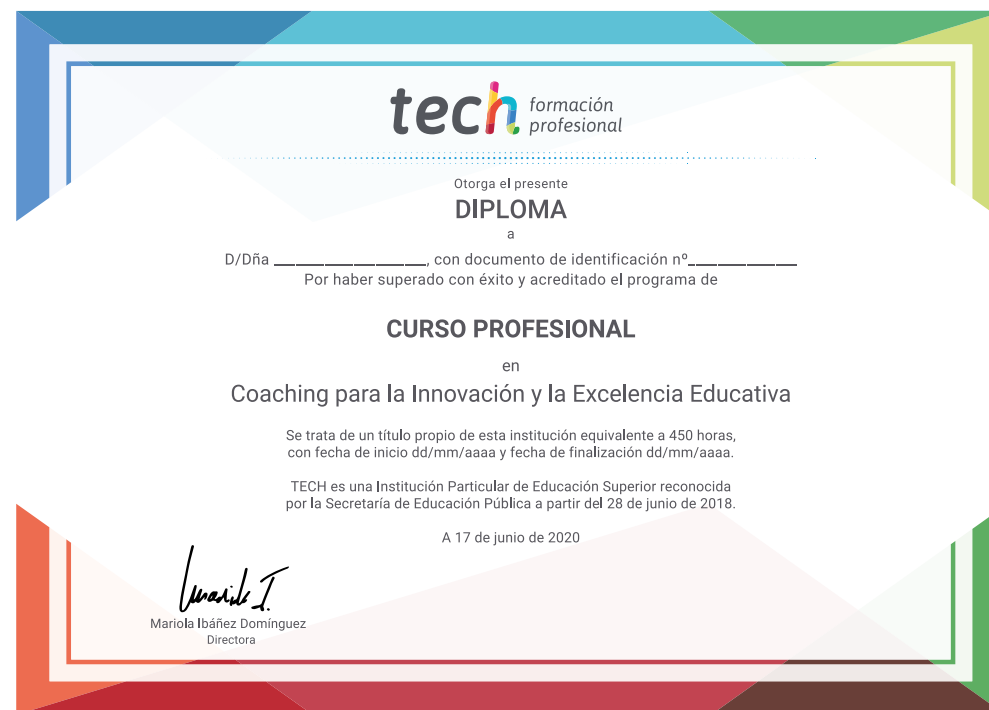 tech formación
profesional
Otorga el presente
DIPLOMA
a
D/Dña _________________, con documento de identificación nº____________
Por haber superado con éxito y acreditado el programa de
CURSO PROFESIONAL
en
Coaching para la Innovación y la Excelencia Educativa
Se trata de un título propio de esta institución equivalente a 450 horas,
con fecha de inicio dd/mm/aaaa y fecha de finalización dd/mm/aaaa.
TECH es una Institución Particular de Educación Superior reconocida
por la Secretaría de Educación Pública a partir del 28 de junio de 2018.
A 17 de junio de 2020
Mariola Ibáñez Domínguez
Directora